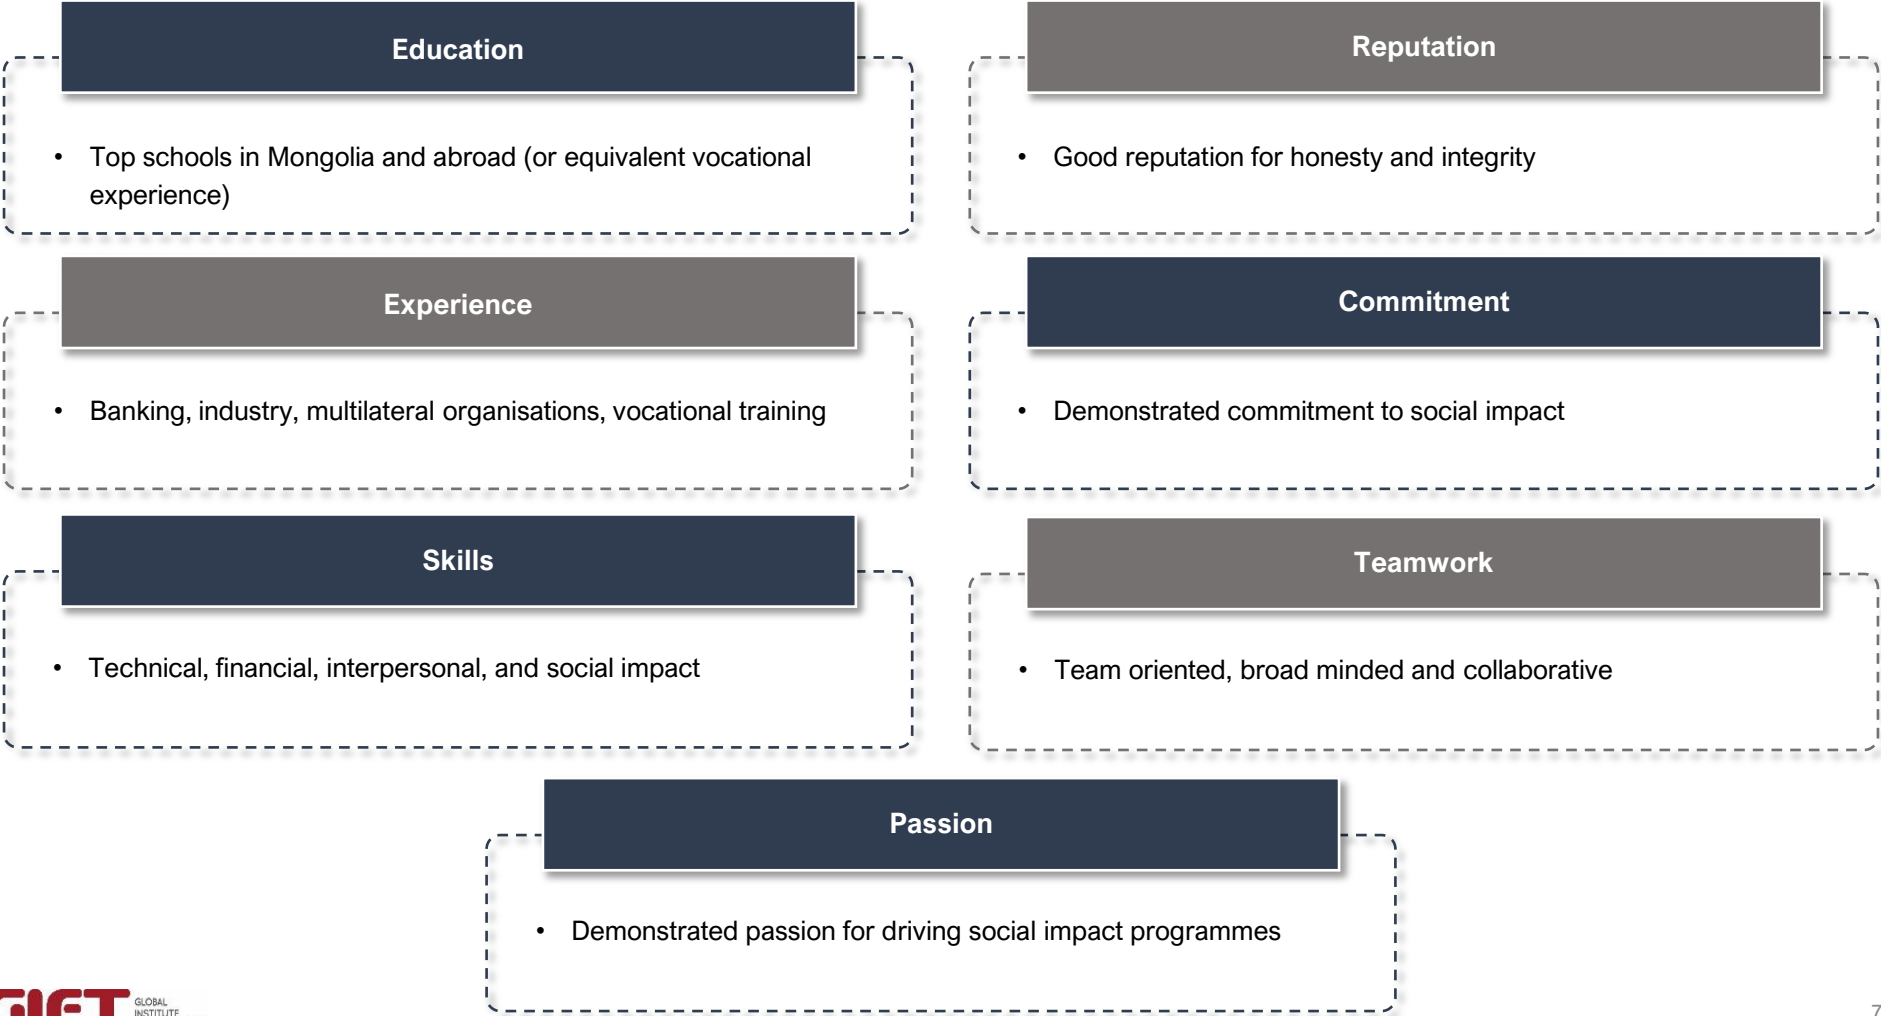 Education
• Top schools in Mongolia and abroad (or equivalent vocational
experience)
Reputation
• Good reputation for honesty and integrity
Experience
• Banking, industry, multilateral organisations, vocational training
Commitment
• Demonstrated commitment to social impact
Skills
• Technical, financial, interpersonal, and social impact
Teamwork
• Team oriented, broad minded and collaborative
Passion
• Demonstrated passion for driving social impact programmes
GIFT
GLOBAL
INSTITUTE
7